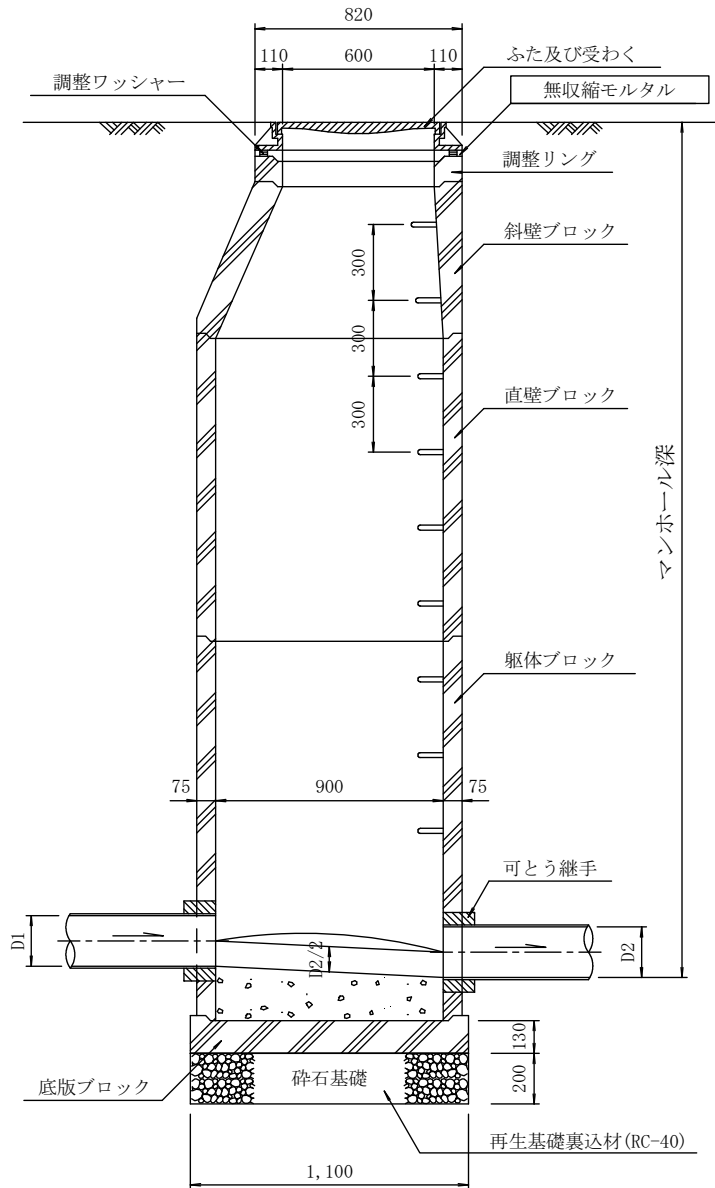 820
110
600
110
ふた及び受わく
調整ワッシャー
無収縮モルタル
調整リング
斜壁ブロック
300
300
300
直壁ブロック
マンホール深
躯体ブロック
75
900
75
可とう継手
D1
D2/2
D2
130
底版ブロック
砕石基礎
200
再生基礎裏込材(RC-40)
1,100